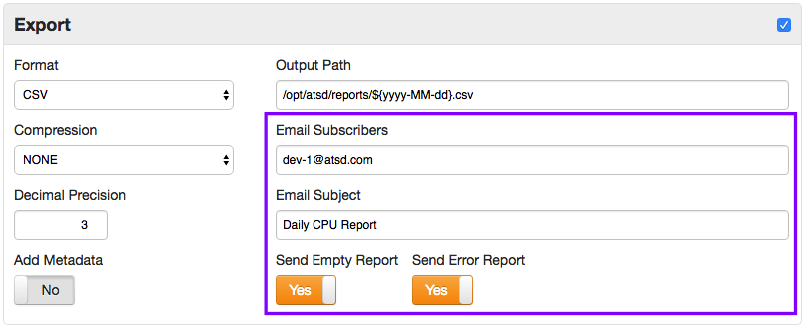 Export
Format
Output Path
CSV
/opt/atsd/reports/${yyyy-MM-dd}.csv
Compression
Email Subscribers
NONE
dev-1@atsd.com
Decimal Precision
Email Subject
3
Daily CPU Report
Add Metadata
Send Empty Report
Send Error Report
No
Yes
Yes